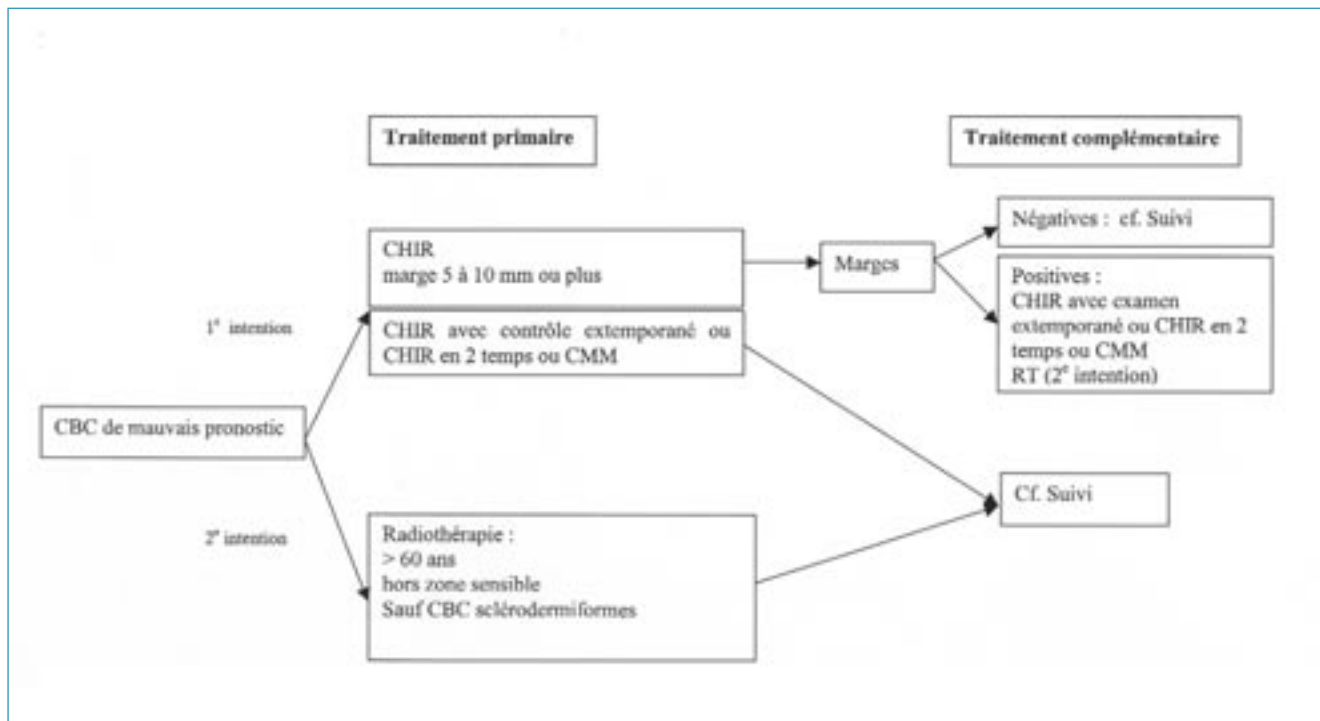 Traitement primaire
Traitement complémentaire
CHIR
marge 5 à 10 mm ou plus
Marges
Négatives : cf. Suivi
Positives :
CHIR avec examen
extemporané ou CHIR en 2
temps ou CMM
RT (2e intention)
1e intention
CHIR avec contrôle extemporané ou
CHIR en 2 temps ou CMM
CBC de mauvais pronostic
2e intention
Radiothérapie :
> 60 ans
hors zone sensible
Sauf CBC sclérodermiformes
Cf. Suivi